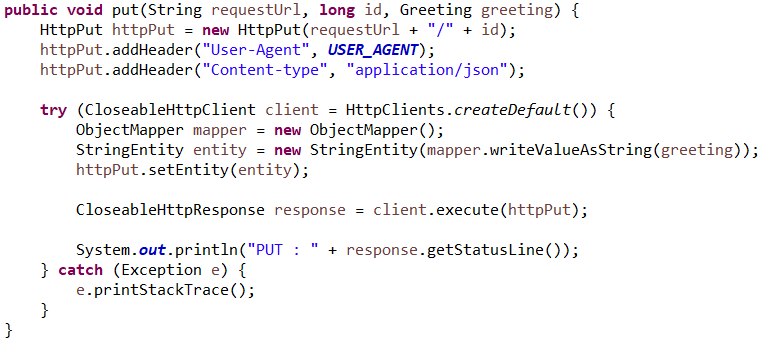 public void put(String requestUrl, long id, Greeting greeting) {
    HttpPut httpPut = new HttpPut(requestUrl + "/" + id);
    httpPut.addHeader("User-Agent", USER_AGENT);
    httpPut.addHeader("Content-type", "application/json");

    try (CloseableHttpClient client = HttpClients.createDefault()) {
        ObjectMapper mapper = new ObjectMapper();
        StringEntity entity = new StringEntity(mapper.writeValueAsString(greeting));
        httpPut.setEntity(entity);

        CloseableHttpResponse response = client.execute(httpPut);

        System.out.println("PUT : " + response.getStatusLine());
    } catch (Exception e) {
        e.printStackTrace();
    }
}